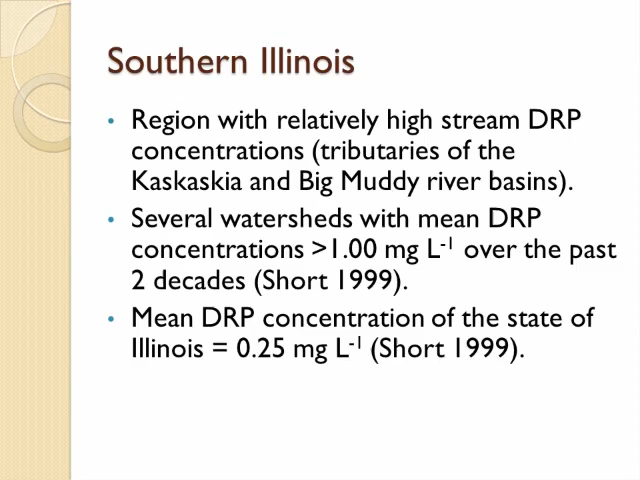 Southern Illinois
• Region with relatively high stream DRP
concentrations (tributaries of the
Kaskaskia and Big Muddy river basins).
• Several watersheds with mean DRP
concentrations >1.00 mg L⁻¹ over the past
2 decades (Short 1999).
• Mean DRP concentration of the state of
Illinois = 0.25 mg L⁻¹ (Short 1999).